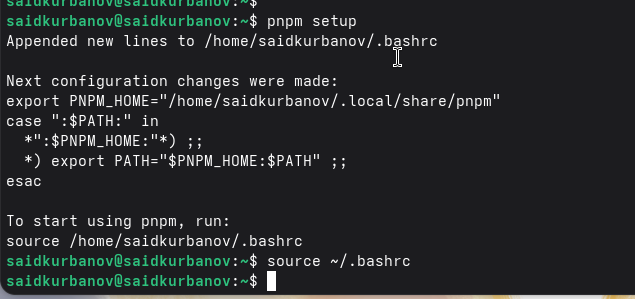 saidkurbanov@saidkurbanov:~$
saidkurbanov@saidkurbanov:~$ pnpm setup
Appended new lines to /home/saidkurbanov/.bashrc

Next configuration changes were made:
export PNPM_HOME="/home/saidkurbanov/.local/share/pnpm"
case ":$PATH:" in
  *":$PNPM_HOME:"*) ;;
  *) export PATH="$PNPM_HOME:$PATH" ;;
esac

To start using pnpm, run:
source /home/saidkurbanov/.bashrc
saidkurbanov@saidkurbanov:~$ source ~/.bashrc
saidkurbanov@saidkurbanov:~$